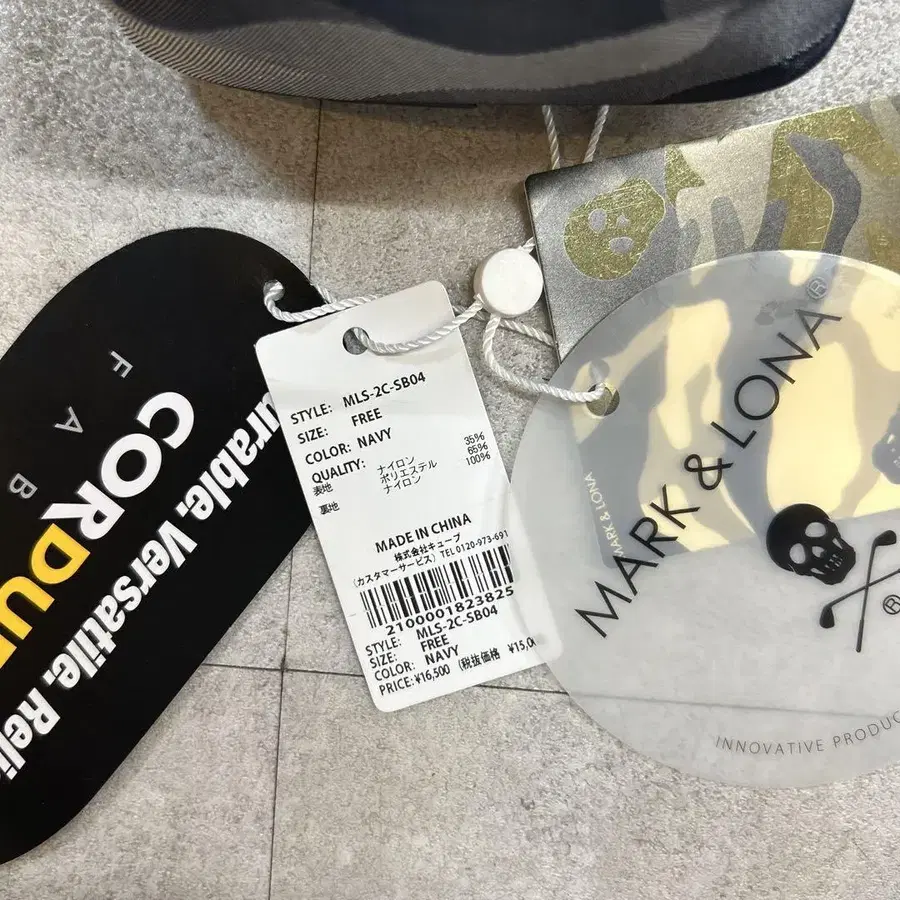 FAB
CORDU
durable. Versatile. Reli
STYLE: MLS-2C-SB04
SIZE: FREE
COLOR: NAVY
QUALITY:
表地 ナイロン 35%
ポリエステル 65%
裏地 ナイロン 100%
MADE IN CHINA
株式会社キューブ
(カスタマーサービス) TEL 0120-973-691
2100001823825
STYLE: MLS-2C-SB04
SIZE: FREE
COLOR: NAVY
PRICE: ¥16,500 (税抜価格 ¥15,00
MARK & LONA®
MARK & LONA
®
INNOVATIVE PRODUC